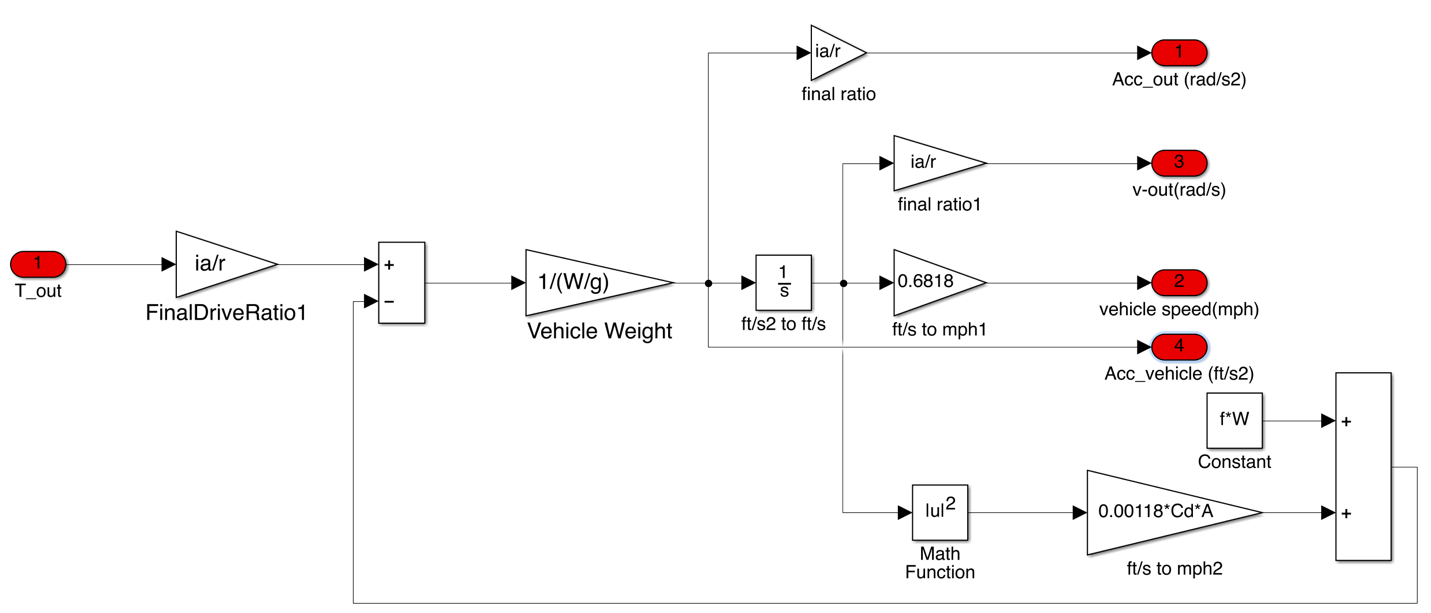 ia/r
final ratio
1
Acc_out (rad/s2)
ia/r
final ratio1
3
v-out(rad/s)
1
T_out
ia/r
FinalDriveRatio1
+
−
1/(W/g)
Vehicle Weight
1
s
ft/s2 to ft/s
0.6818
ft/s to mph1
2
vehicle speed(mph)
4
Acc_vehicle (ft/s2)
f*W
Constant
+
|u|2
Math
Function
0.00118*Cd*A
ft/s to mph2
+